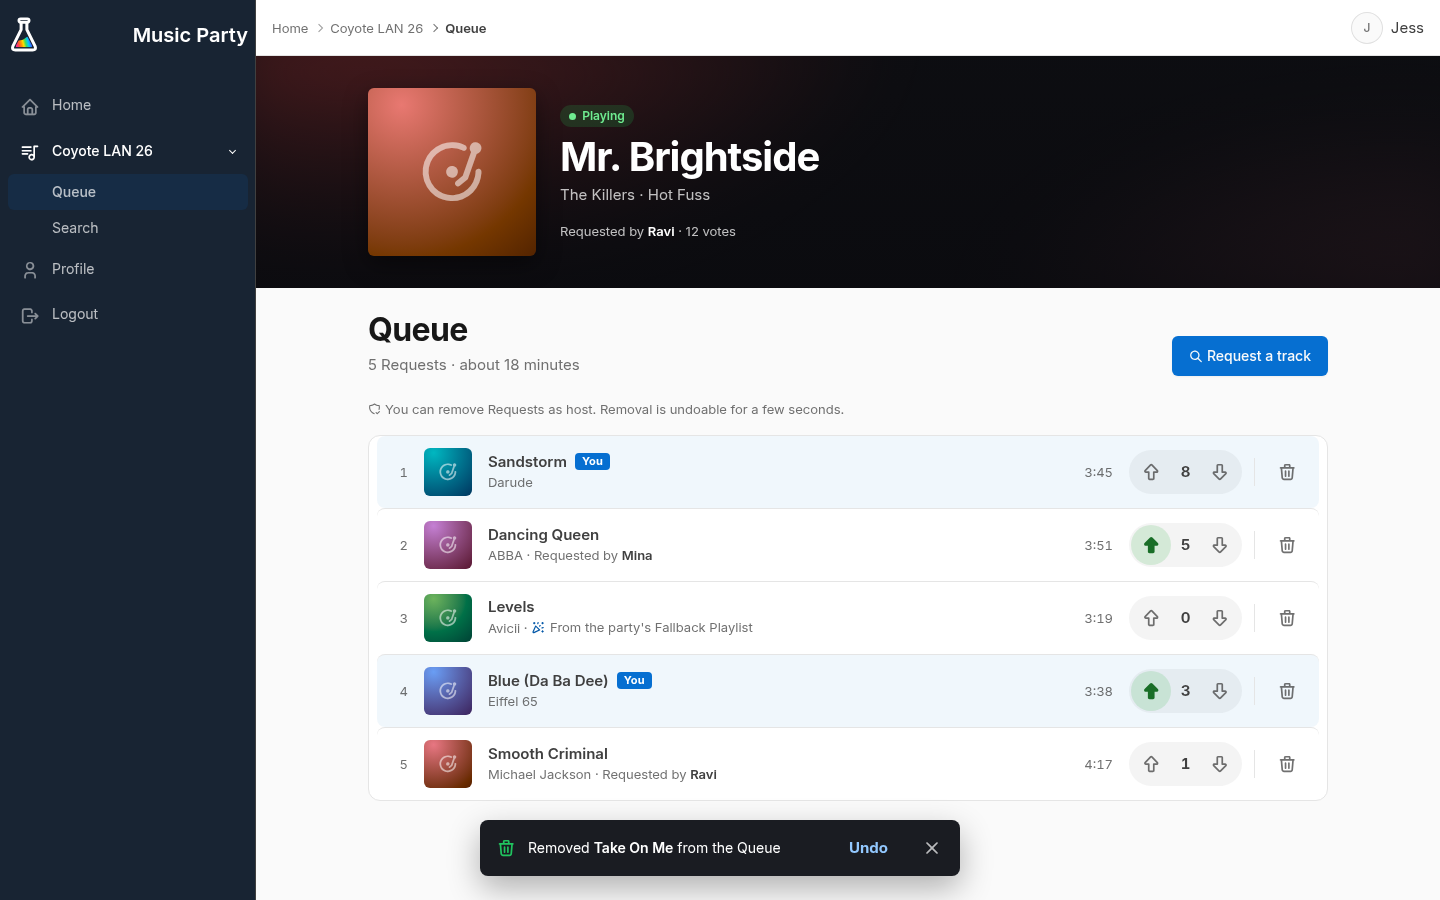 Music Party
Home
Coyote LAN 26
Queue
Search
Profile
Logout
Home
Coyote LAN 26
Queue
J
Jess
Playing
Mr. Brightside
The Killers · Hot Fuss
Requested by Ravi · 12 votes
Queue
5 Requests · about 18 minutes
Request a track
You can remove Requests as host. Removal is undoable for a few seconds.
1
Sandstorm You
Darude
3:45
8
2
Dancing Queen
ABBA · Requested by Mina
3:51
5
3
Levels
Avicii · From the party's Fallback Playlist
3:19
0
4
Blue (Da Ba Dee) You
Eiffel 65
3:38
3
5
Smooth Criminal
Michael Jackson · Requested by Ravi
4:17
1
Removed Take On Me from the Queue
Undo